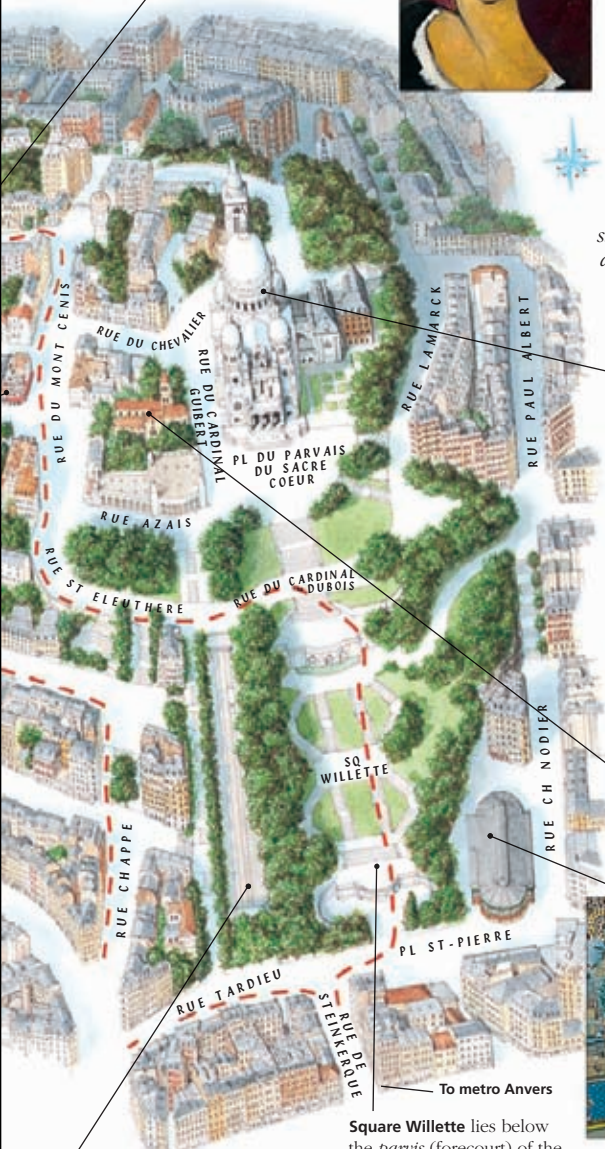 RUE DU MONT CENIS
RUE DU CHEVALIER
RUE DU CARDINAL
GUIBERT
RUE LAMARCK
RUE PAUL ALBERT
PL DU PARVAIS
DU SACRE
COEUR
RUE AZAIS
RUE ST ELEUTHERE
RUE DU CARDINAL
DUBOIS
SQ
WILLETTE
RUE CH NODIER
RUE CHAPPE
PL ST-PIERRE
RUE TARDIEU
RUE DE
STEINKERQUE
To metro Anvers
Square Willette lies below
the parvis (forecourt) of the